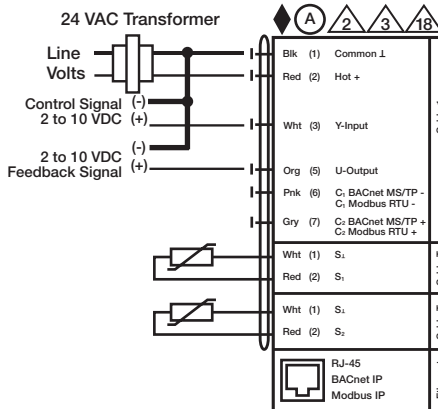 24 VAC Transformer
Line
Volts
Control Signal (-)
2 to 10 VDC (+)
(-)
2 to 10 VDC
Feedback Signal (+)
A 2 3 18
Blk (1) Common ⊥
Red (2) Hot +
Wht (3) Y-Input
Org (5) U-Output
Pnk (6) C₁ BACnet MS/TP -
C₁ Modbus RTU -
Gry (7) C₂ BACnet MS/TP +
C₂ Modbus RTU +
Wht (1) S⊥
Red (2) S₁
Wht (1) S⊥
Red (2) S₂
RJ-45
BACnet IP
Modbus IP